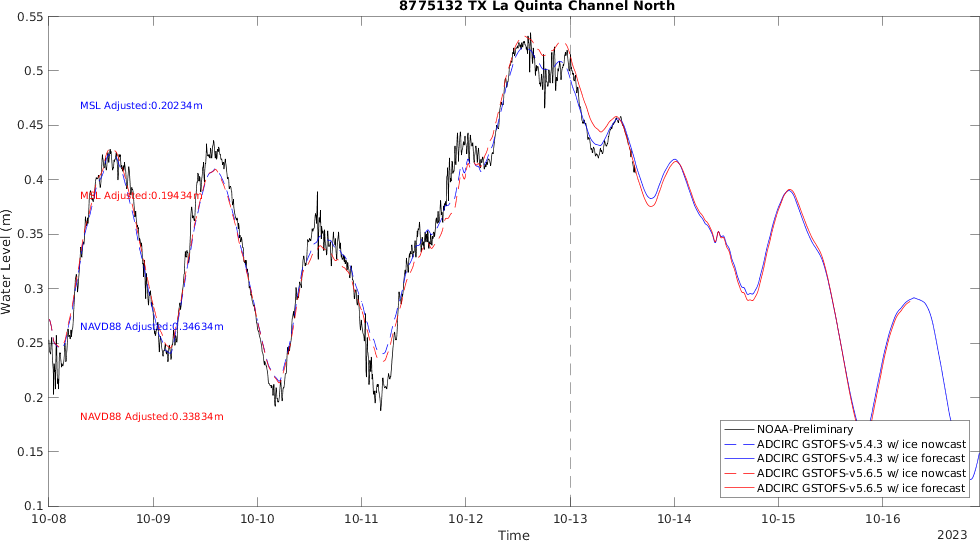 8775132 TX La Quinta Channel North
0.55
0.5
0.45
0.4
0.35
0.3
0.25
0.2
0.15
0.1
Water Level (m)
MSL Adjusted:0.20234m
MSL Adjusted:0.19434m
NAVD88 Adjusted:0.34634m
NAVD88 Adjusted:0.33834m
NOAA-Preliminary
ADCIRC GSTOFS-v5.4.3 w/ ice nowcast
ADCIRC GSTOFS-v5.4.3 w/ ice forecast
ADCIRC GSTOFS-v5.6.5 w/ ice nowcast
ADCIRC GSTOFS-v5.6.5 w/ ice forecast
10-08 10-09 10-10 10-11 10-12 10-13 10-14 10-15 10-16
Time
2023